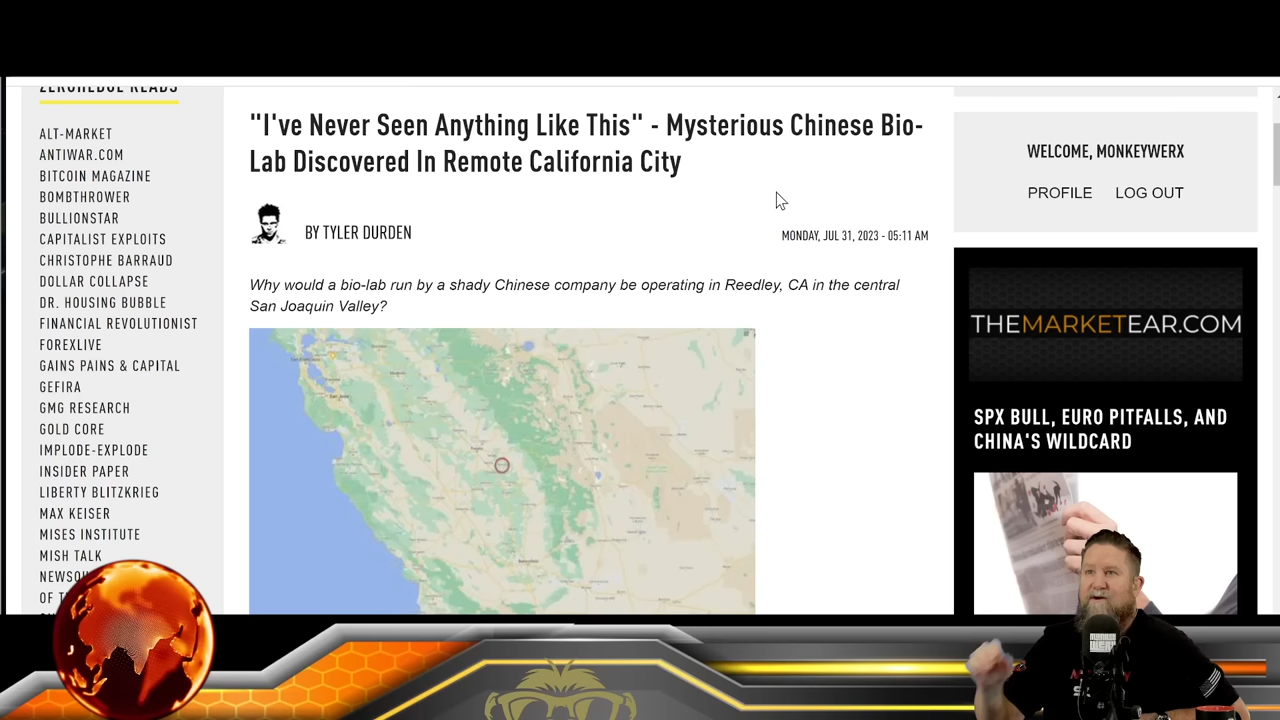 ZEROHEDGE READS
ALT-MARKET
ANTIWAR.COM
BITCOIN MAGAZINE
BOMBTHROWER
BULLIONSTAR
CAPITALIST EXPLOITS
CHRISTOPHE BARRAUD
DOLLAR COLLAPSE
DR. HOUSING BUBBLE
FINANCIAL REVOLUTIONIST
FOREXLIVE
GAINS PAINS & CAPITAL
GEFIRA
GMG RESEARCH
GOLD CORE
IMPLODE-EXPLODE
INSIDER PAPER
LIBERTY BLITZKRIEG
MAX KEISER
MISES INSTITUTE
MISH TALK
"I've Never Seen Anything Like This" - Mysterious Chinese Bio-
Lab Discovered In Remote California City
BY TYLER DURDEN
MONDAY, JUL 31, 2023 - 05:11 AM
Why would a bio-lab run by a shady Chinese company be operating in Reedley, CA in the central
San Joaquin Valley?
WELCOME, MONKEYWERX
PROFILE LOG OUT
THEMARKETEAR.COM
SPX BULL, EURO PITFALLS, AND
CHINA'S WILDCARD